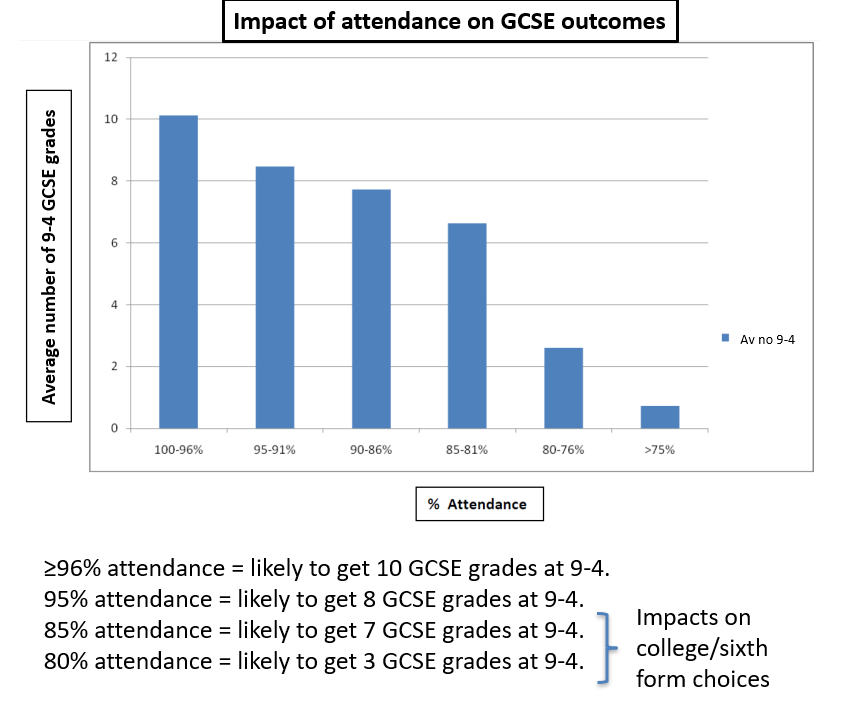 Impact of attendance on GCSE outcomes
Average number of 9-4 GCSE grades
12
10
8
6
4
2
0
100-96%
95-91%
90-86%
85-81%
80-76%
>75%
Av no 9-4
% Attendance
≥96% attendance = likely to get 10 GCSE grades at 9-4.
95% attendance = likely to get 8 GCSE grades at 9-4.
85% attendance = likely to get 7 GCSE grades at 9-4.
80% attendance = likely to get 3 GCSE grades at 9-4.
Impacts on
college/sixth
form choices